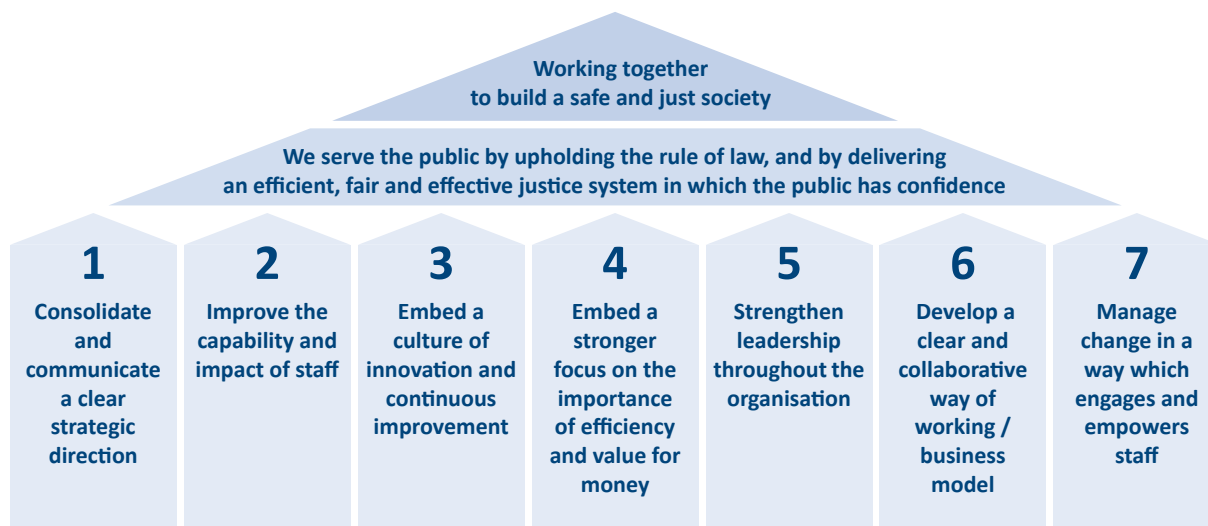 Working together
to build a safe and just society
We serve the public by upholding the rule of law, and by delivering
an efficient, fair and effective justice system in which the public has confidence
1
Consolidate
and
communicate
a clear
strategic
direction
2
Improve the
capability and
impact of staff
3
Embed a
culture of
innovation and
continuous
improvement
4
Embed a
stronger
focus on the
importance
of efficiency
and value for
money
5
Strengthen
leadership
throughout the
organisation
6
Develop a
clear and
collaborative
way of
working /
business
model
7
Manage
change in a
way which
engages and
empowers
staff